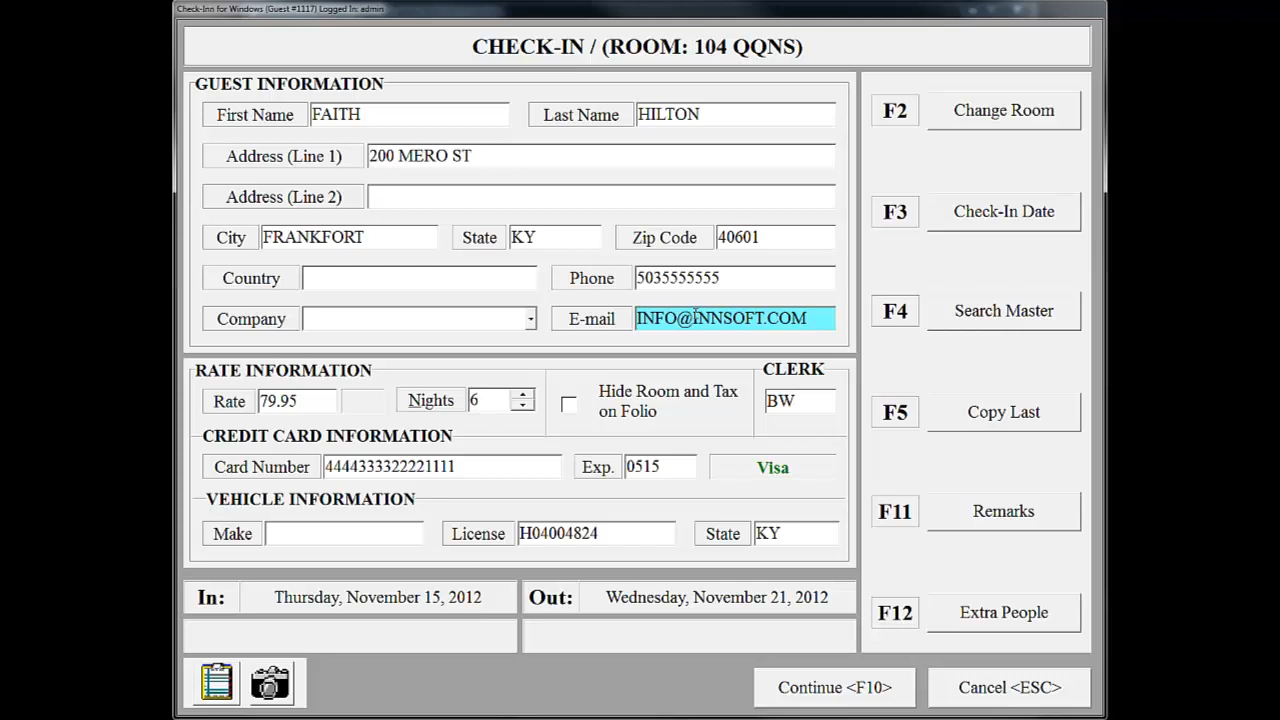 Check-Inn for Windows (Guest #1117) Logged In: admin
CHECK-IN / (ROOM: 104 QQNS)
GUEST INFORMATION
First Name FAITH Last Name HILTON
Address (Line 1) 200 MERO ST
Address (Line 2)
City FRANKFORT State KY Zip Code 40601
Country Phone 5035555555
Company E-mail INFO@INNSOFT.COM
RATE INFORMATION CLERK
Rate 79.95 Nights 6 Hide Room and Tax on Folio BW
CREDIT CARD INFORMATION
Card Number 4444333322221111 Exp. 0515 Visa
VEHICLE INFORMATION
Make License H04004824 State KY
In: Thursday, November 15, 2012 Out: Wednesday, November 21, 2012
F2 Change Room
F3 Check-In Date
F4 Search Master
F5 Copy Last
F11 Remarks
F12 Extra People
Continue <F10> Cancel <ESC>